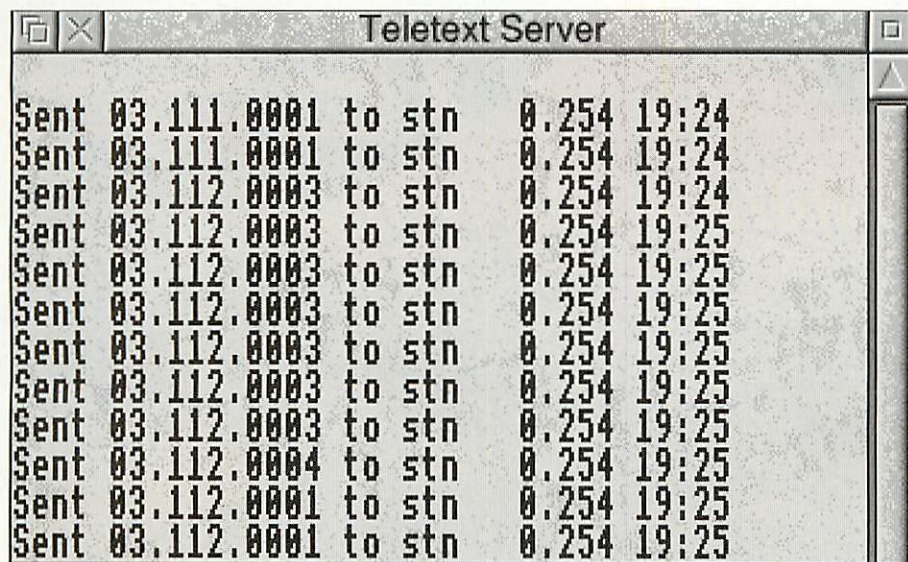 Teletext Server
Sent 03.111.0001 to stn   0.254 19:24
Sent 03.111.0001 to stn   0.254 19:24
Sent 03.112.0003 to stn   0.254 19:24
Sent 03.112.0003 to stn   0.254 19:25
Sent 03.112.0003 to stn   0.254 19:25
Sent 03.112.0003 to stn   0.254 19:25
Sent 03.112.0003 to stn   0.254 19:25
Sent 03.112.0003 to stn   0.254 19:25
Sent 03.112.0003 to stn   0.254 19:25
Sent 03.112.0004 to stn   0.254 19:25
Sent 03.112.0001 to stn   0.254 19:25
Sent 03.112.0001 to stn   0.254 19:25